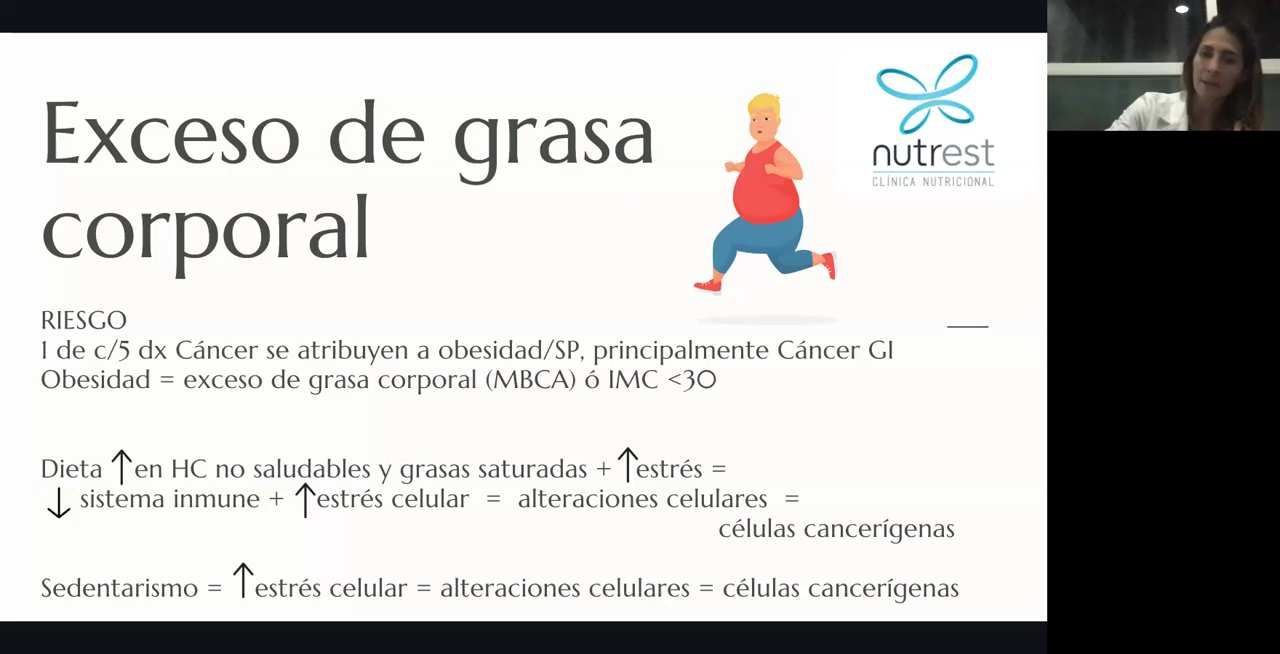 Exceso de grasa
corporal
nutrest
CLÍNICA NUTRICIONAL
RIESGO
1 de c/5 dx Cáncer se atribuyen a obesidad/SP, principalmente Cáncer GI
Obesidad = exceso de grasa corporal (MBCA) ó IMC <30
Dieta ↑ en HC no saludables y grasas saturadas + ↑ estrés =
↓ sistema inmune + ↑ estrés celular = alteraciones celulares =
células cancerígenas
Sedentarismo = ↑ estrés celular = alteraciones celulares = células cancerígenas